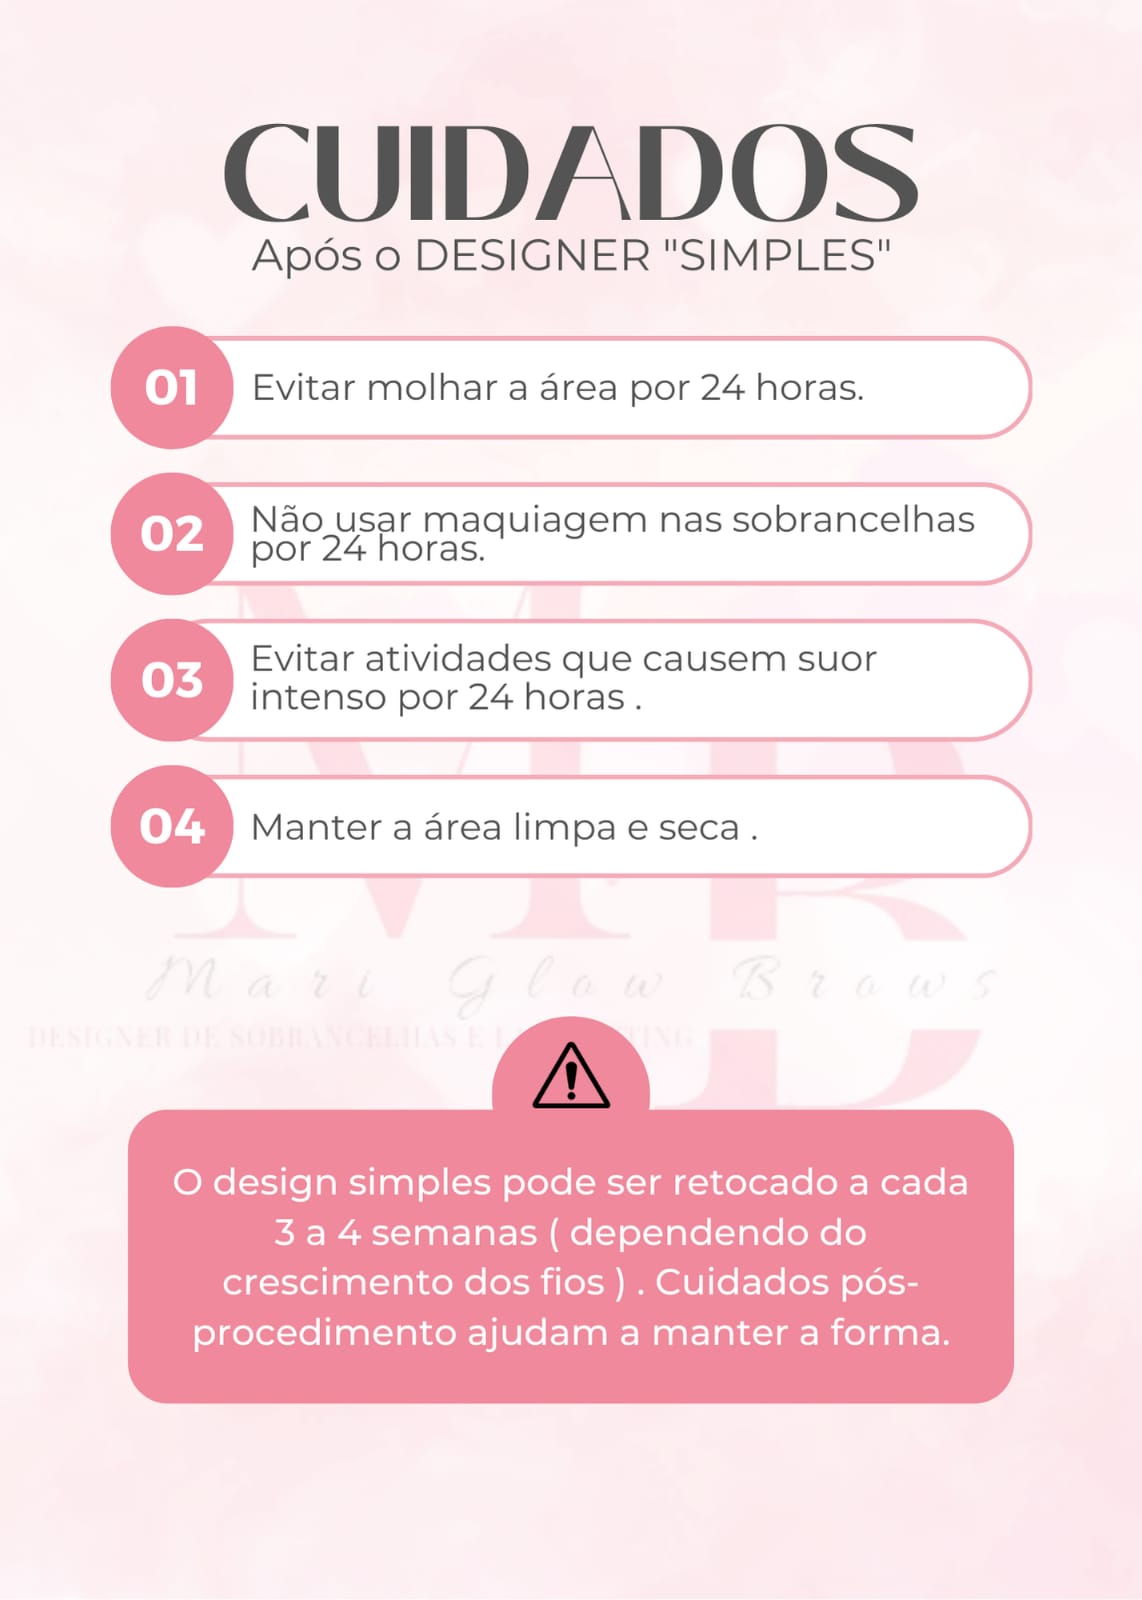 CUIDADOS
Após o DESIGNER "SIMPLES"
01
Evitar molhar a área por 24 horas.
02
Não usar maquiagem nas sobrancelhas
por 24 horas.
03
Evitar atividades que causem suor
intenso por 24 horas .
04
Manter a área limpa e seca .
Mari Glow Brows
DESIGNER DE SOBRANCELHAS E
O design simples pode ser retocado a cada
3 a 4 semanas ( dependendo do
crescimento dos fios ) . Cuidados pós-
procedimento ajudam a manter a forma.